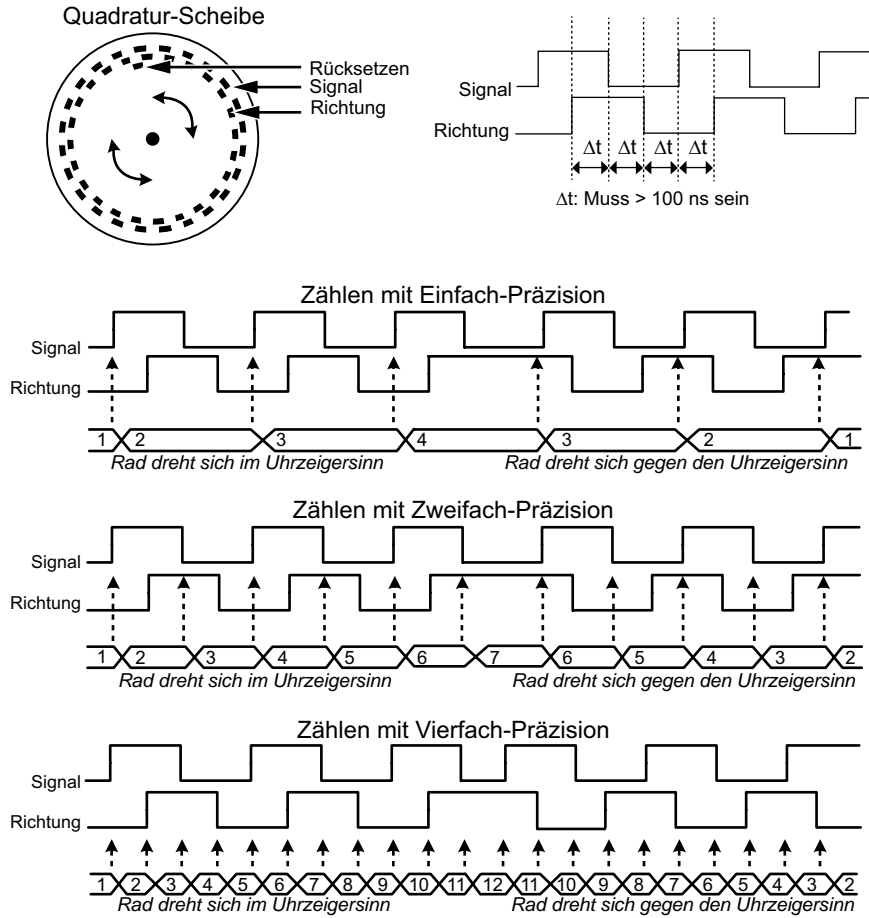 Quadratur-Scheibe
Rücksetzen
Signal
Richtung
Signal
Richtung
Δt Δt Δt Δt
Δt: Muss > 100 ns sein
Zählen mit Einfach-Präzision
Signal
Richtung
1 2 3 4 3 2 1
Rad dreht sich im Uhrzeigersinn Rad dreht sich gegen den Uhrzeigersinn
Zählen mit Zweifach-Präzision
Signal
Richtung
1 2 3 4 5 6 7 6 5 4 3 2
Rad dreht sich im Uhrzeigersinn Rad dreht sich gegen den Uhrzeigersinn
Zählen mit Vierfach-Präzision
Signal
Richtung
1 2 3 4 5 6 7 8 9 10 11 12 11 10 9 8 7 6 5 4 3 2
Rad dreht sich im Uhrzeigersinn Rad dreht sich gegen den Uhrzeigersinn